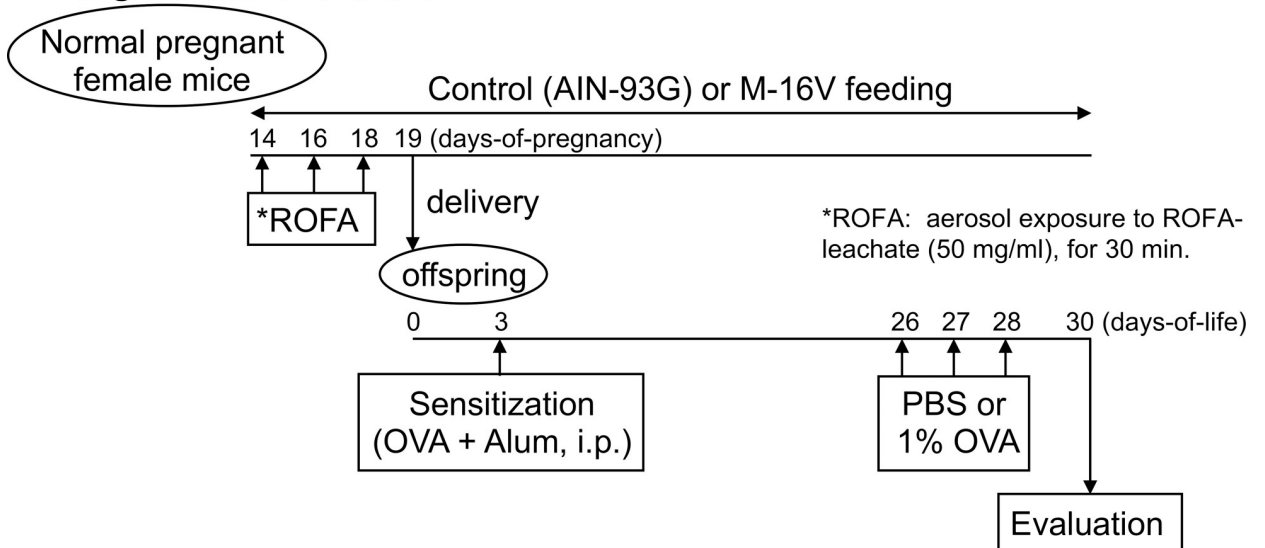 Normal pregnant
female mice
Control (AIN-93G) or M-16V feeding
14 16 18 19 (days-of-pregnancy)
*ROFA
delivery
*ROFA: aerosol exposure to ROFA-
leachate (50 mg/ml), for 30 min.
offspring
0 3 26 27 28 30 (days-of-life)
Sensitization
(OVA + Alum, i.p.)
PBS or
1% OVA
Evaluation